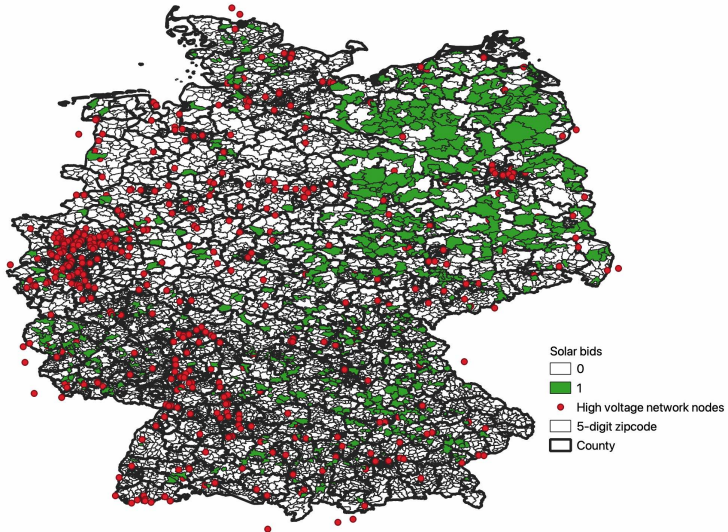 Solar bids
0
1
High voltage network nodes
5-digit zipcode
County